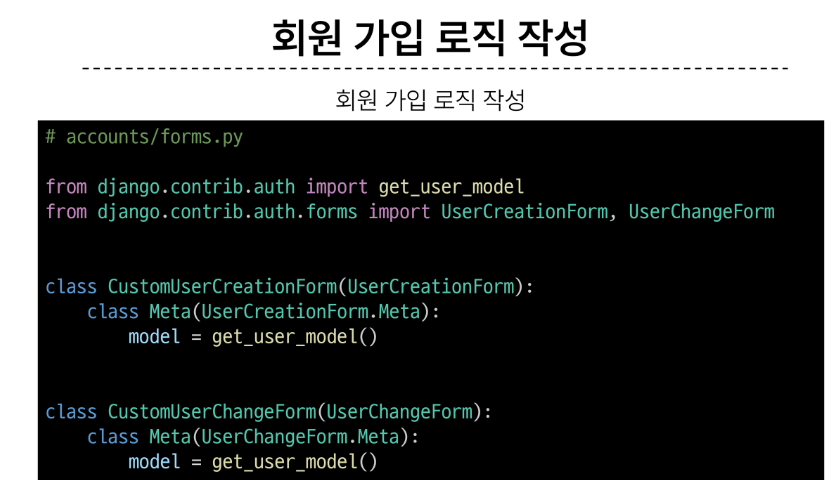 회원 가입 로직 작성
회원 가입 로직 작성
# accounts/forms.py
from django.contrib.auth import get_user_model
from django.contrib.auth.forms import UserCreationForm, UserChangeForm
class CustomUserCreationForm(UserCreationForm):
    class Meta(UserCreationForm.Meta):
        model = get_user_model()
class CustomUserChangeForm(UserChangeForm):
    class Meta(UserChangeForm.Meta):
        model = get_user_model()